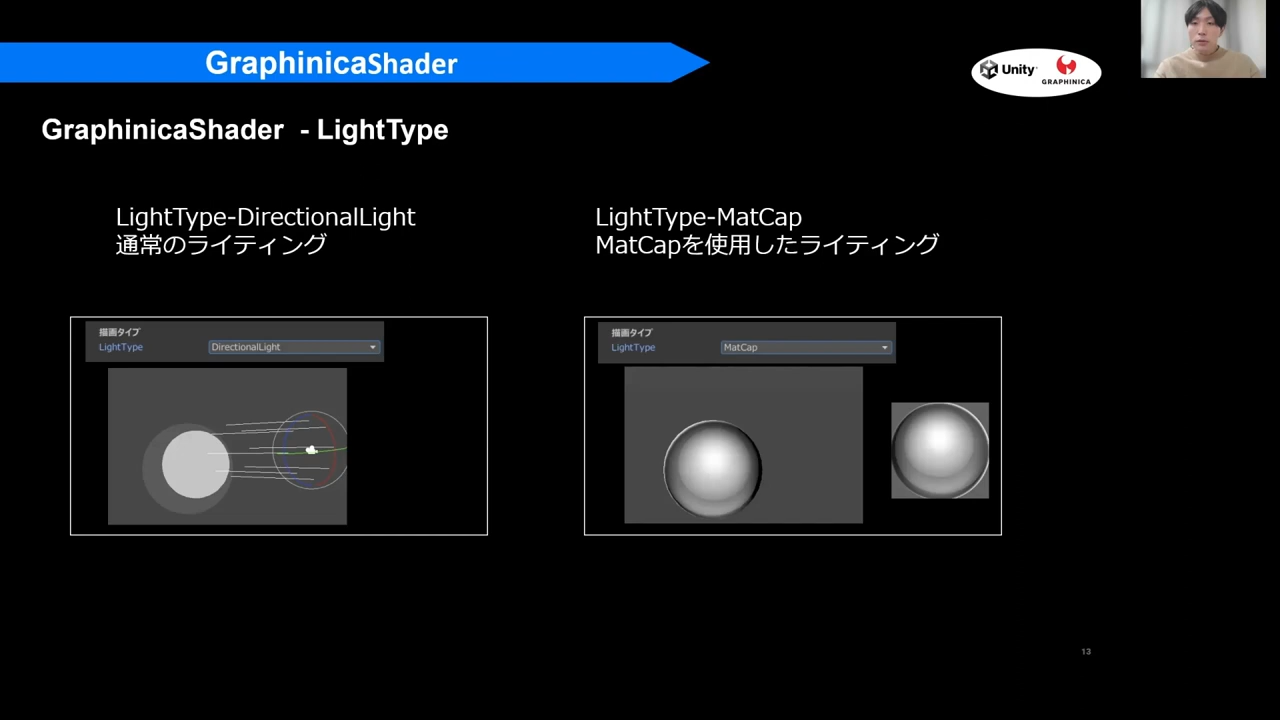 GraphinicaShader
Unity
GRAPHINICA
GraphinicaShader - LightType
LightType-DirectionalLight
通常のライティング
LightType-MatCap
MatCapを使用したライティング
描画タイプ
LightType DirectionalLight
描画タイプ
LightType MatCap
13